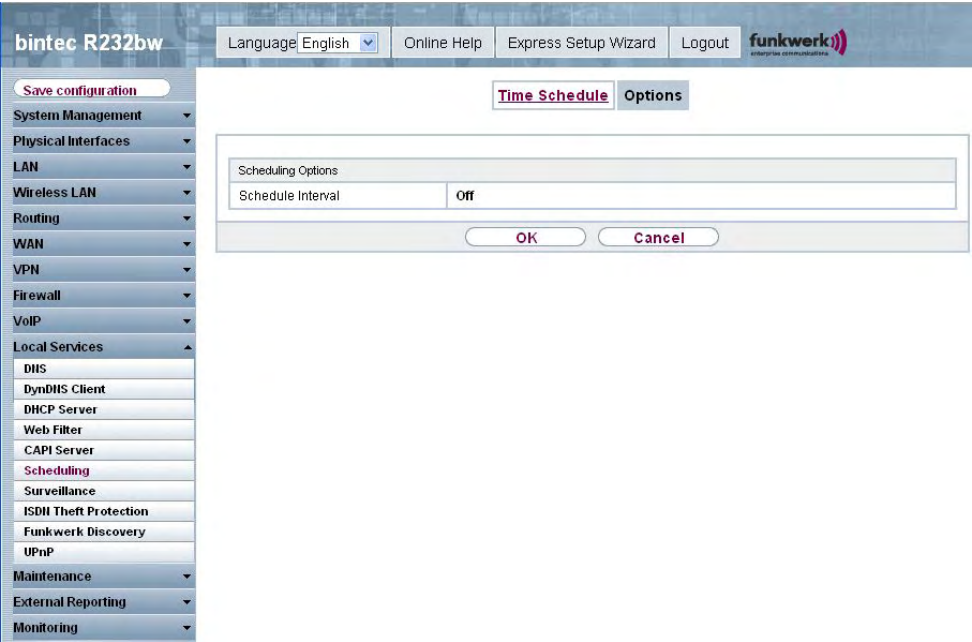 bintec R232bw
Language English Online Help Express Setup Wizard Logout funkwerk
enterprise communications
Save configuration
System Management
Physical Interfaces
LAN
Wireless LAN
Routing
WAN
VPN
Firewall
VoIP
Local Services
DNS
DynDNS Client
DHCP Server
Web Filter
CAPI Server
Scheduling
Surveillance
ISDN Theft Protection
Funkwerk Discovery
UPnP
Maintenance
External Reporting
Monitoring
Time Schedule Options
Scheduling Options
Schedule Interval Off
OK Cancel